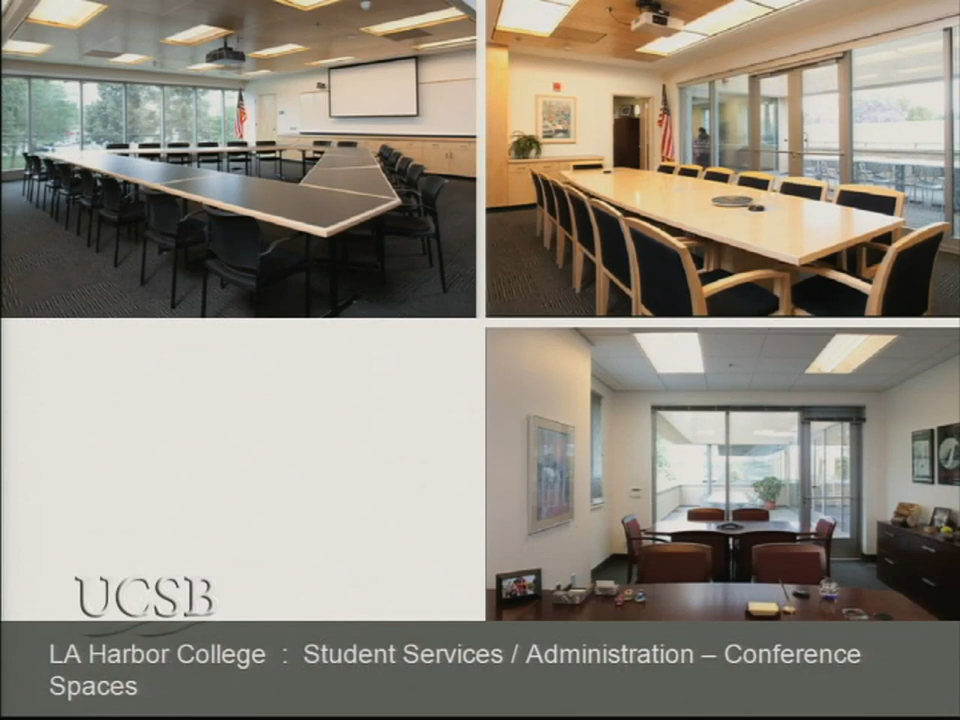 UCSB
LA Harbor College : Student Services / Administration – Conference
Spaces